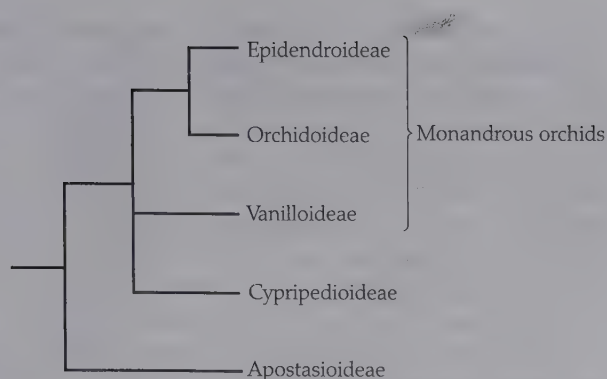 Epidendroideae
Orchidoideae
Monandrous orchids
Vanilloideae
Cypripedioideae
Apostasioideae